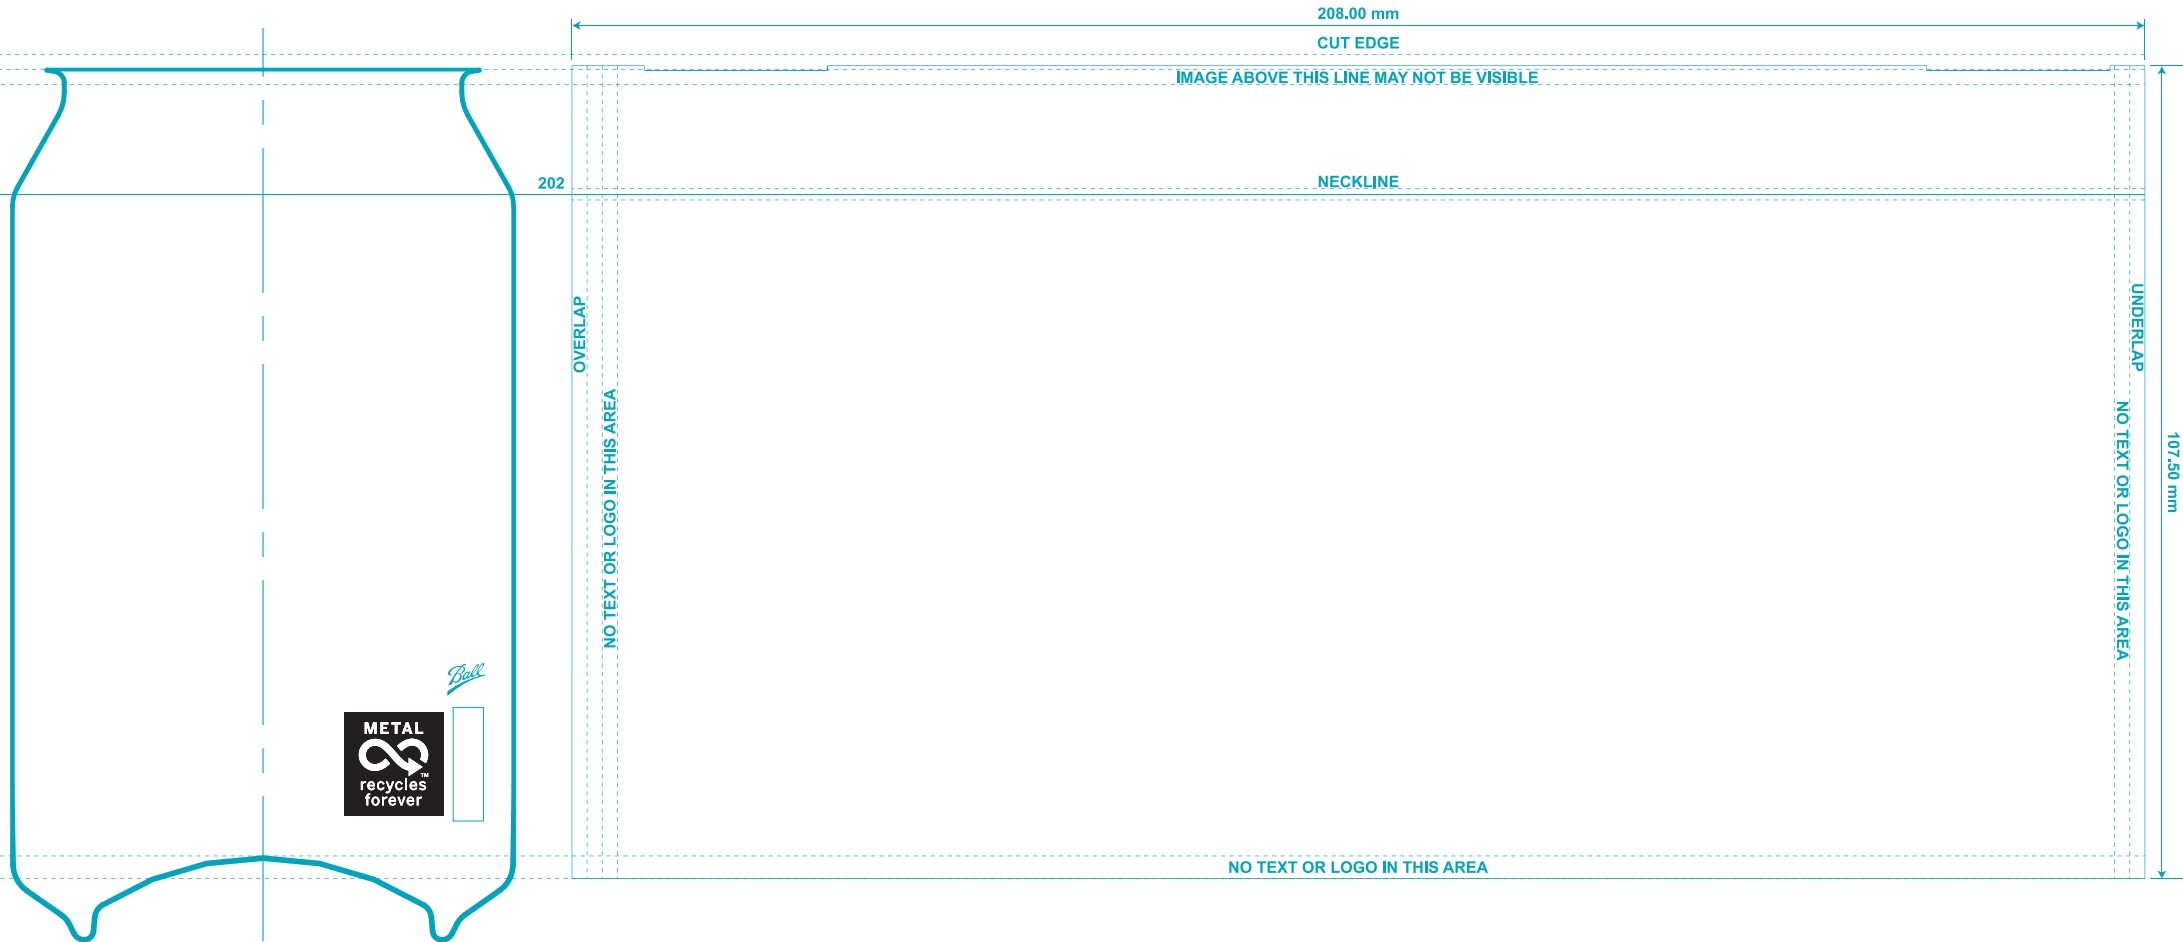 208.00 mm
CUT EDGE
IMAGE ABOVE THIS LINE MAY NOT BE VISIBLE
202
NECKLINE
OVERLAP
NO TEXT OR LOGO IN THIS AREA
UNDERLAP
NO TEXT OR LOGO IN THIS AREA
107.50 mm
Ball
METAL
recycles™
forever
NO TEXT OR LOGO IN THIS AREA